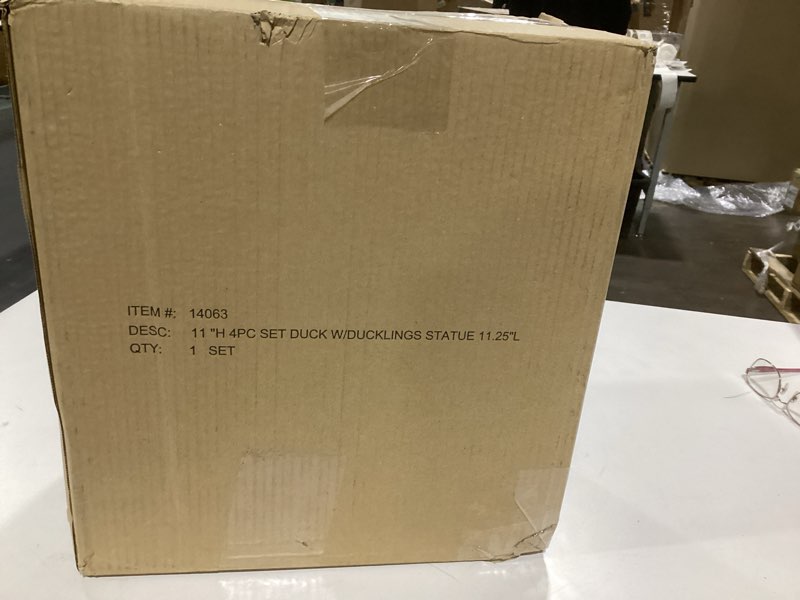 ITEM #: 14063
DESC: 11 "H 4PC SET DUCK W/DUCKLINGS STATUE 11.25"L
QTY: 1 SET